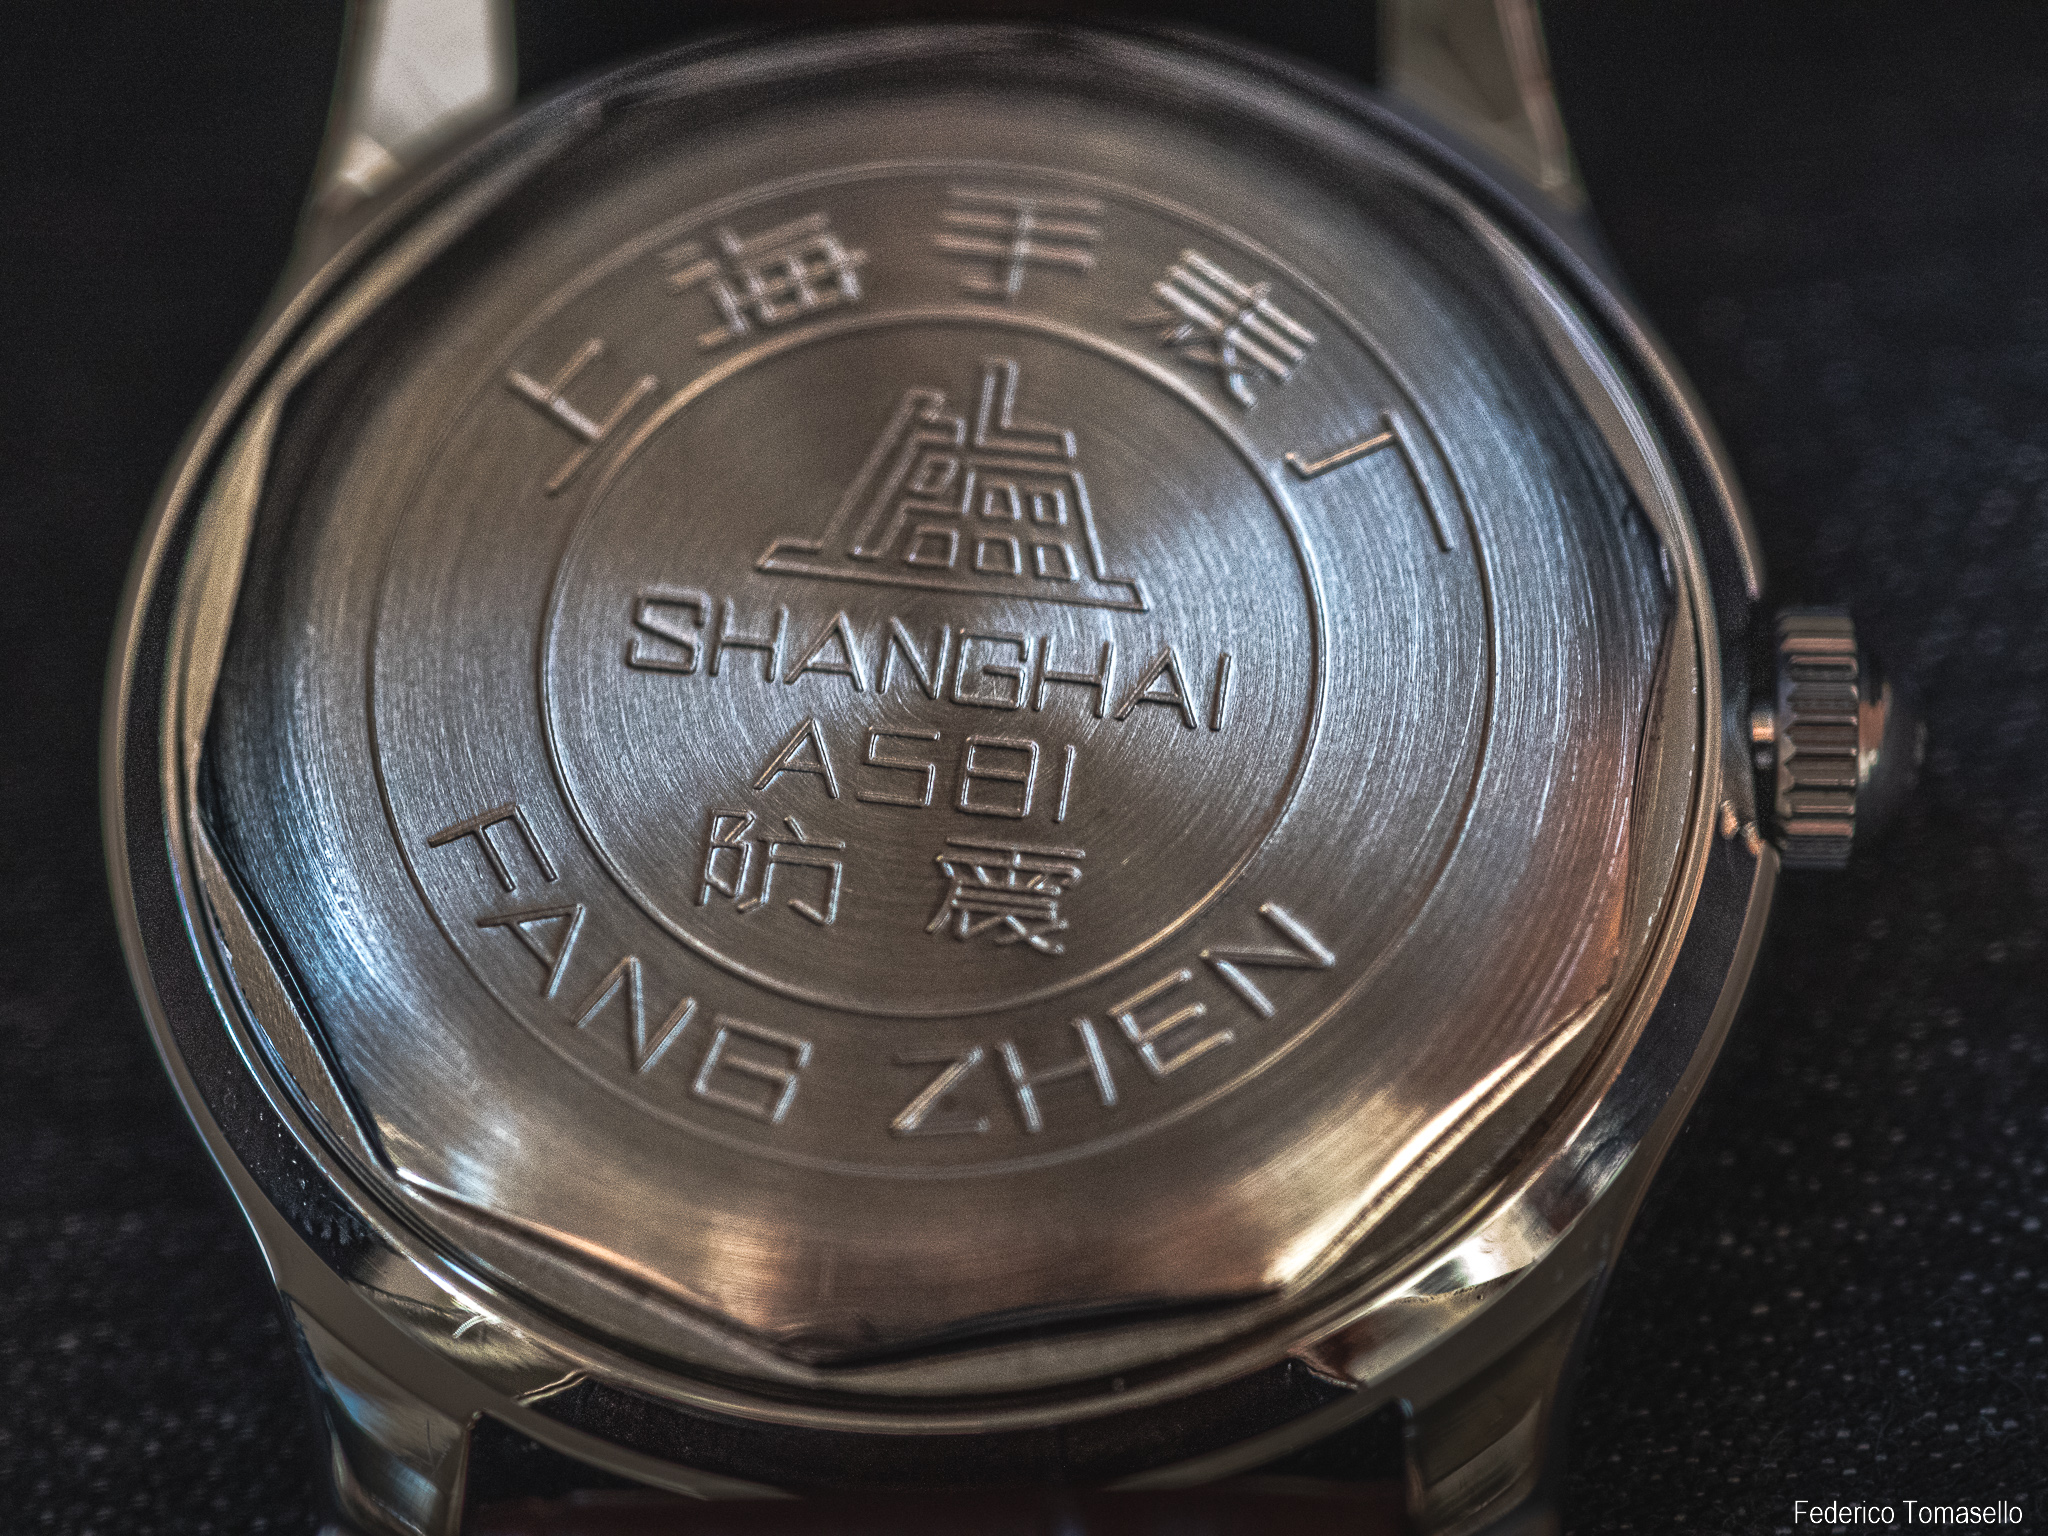 上海手表厂
SHANGHAI
A581
防震
FANG ZHEN
Federico Tomasello